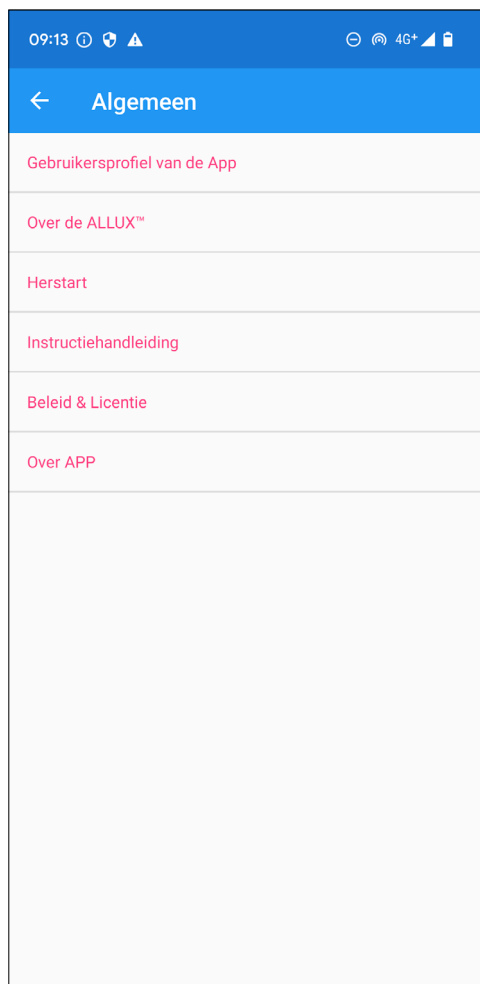 09:13 4G+
Algemeen
Gebruikersprofiel van de App
Over de ALLUX™
Herstart
Instructiehandleiding
Beleid & Licentie
Over APP